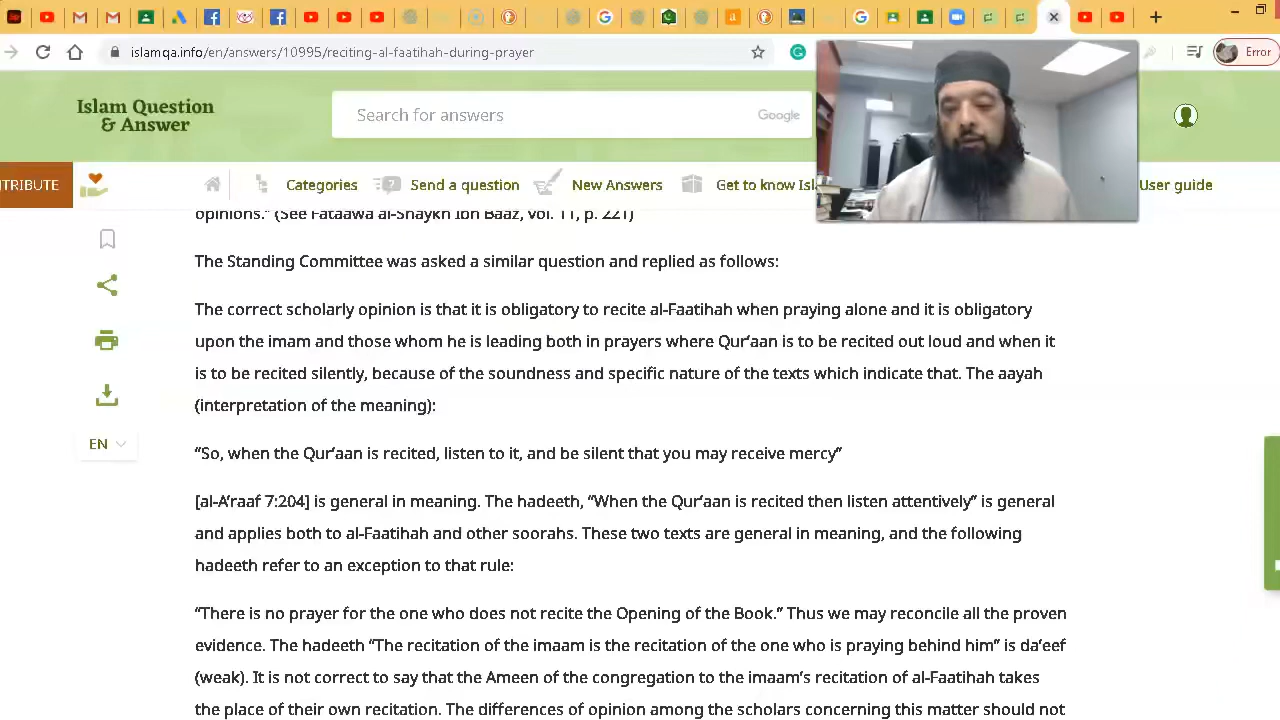 islamqa.info/en/answers/10995/reciting-al-faatihah-during-prayer
Error
Islam Question
& Answer
Search for answers
Google
TRIBUTE
Categories
Send a question
New Answers
Get to know Isl
User guide
opinions." (See Fataawa al-Shaykh Ibn Baaz, vol. 11, p. 221)
The Standing Committee was asked a similar question and replied as follows:
The correct scholarly opinion is that it is obligatory to recite al-Faatihah when praying alone and it is obligatory
upon the imam and those whom he is leading both in prayers where Qur'aan is to be recited out loud and when it
is to be recited silently, because of the soundness and specific nature of the texts which indicate that. The aayah
(interpretation of the meaning):
EN
"So, when the Qur'aan is recited, listen to it, and be silent that you may receive mercy"
[al-A'raaf 7:204] is general in meaning. The hadeeth, "When the Qur'aan is recited then listen attentively" is general
and applies both to al-Faatihah and other soorahs. These two texts are general in meaning, and the following
hadeeth refer to an exception to that rule:
"There is no prayer for the one who does not recite the Opening of the Book." Thus we may reconcile all the proven
evidence. The hadeeth "The recitation of the imaam is the recitation of the one who is praying behind him" is da'eef
(weak). It is not correct to say that the Ameen of the congregation to the imaam's recitation of al-Faatihah takes
the place of their own recitation. The differences of opinion among the scholars concerning this matter should not